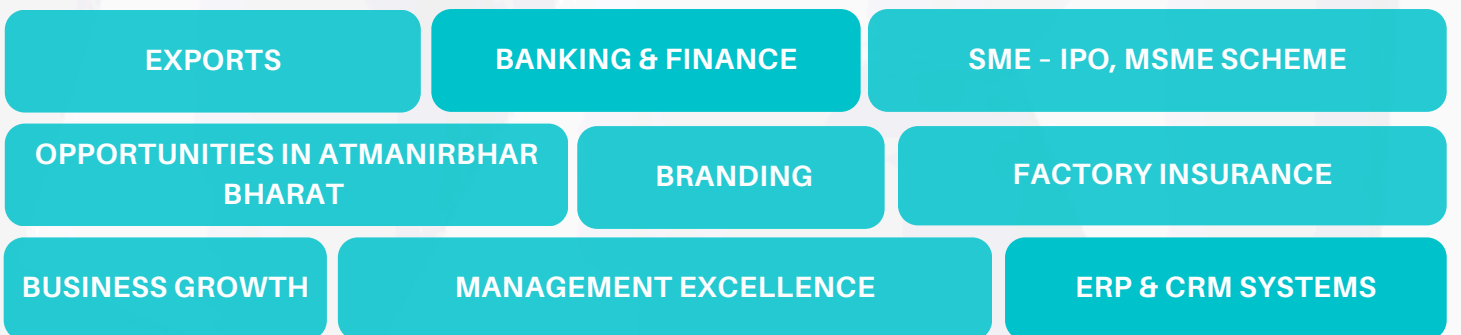 EXPORTS
BANKING & FINANCE
SME – IPO, MSME SCHEME
OPPORTUNITIES IN ATMANIRBHAR
BHARAT
BRANDING
FACTORY INSURANCE
BUSINESS GROWTH
MANAGEMENT EXCELLENCE
ERP & CRM SYSTEMS